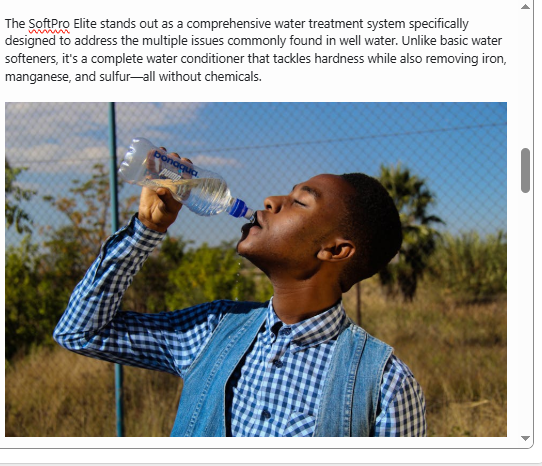 The SoftPro Elite stands out as a comprehensive water treatment system specifically
designed to address the multiple issues commonly found in well water. Unlike basic water
softeners, it's a complete water conditioner that tackles hardness while also removing iron,
manganese, and sulfur—all without chemicals.
bonaqua